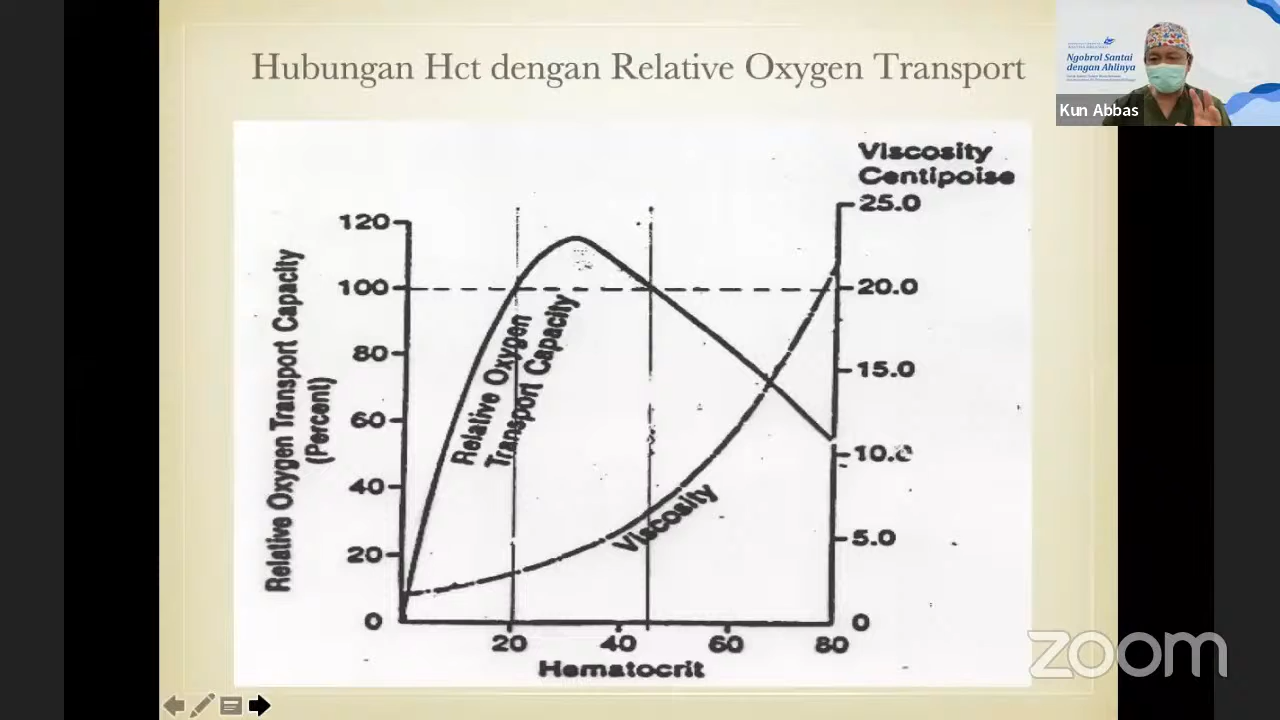 Hubungan Hct dengan Relative Oxygen Transport
Ngobrol Santai
dengan Ahlinya
Kun Abbas
Viscosity
Centipoise
Relative Oxygen Transport Capacity
(Percent)
120
100
80
60
40
20
0
25.0
20.0
15.0
10.0
5.0
0
Relative Oxygen
Transport Capacity
Viscosity
20
40
60
80
Hematocrit
zoom